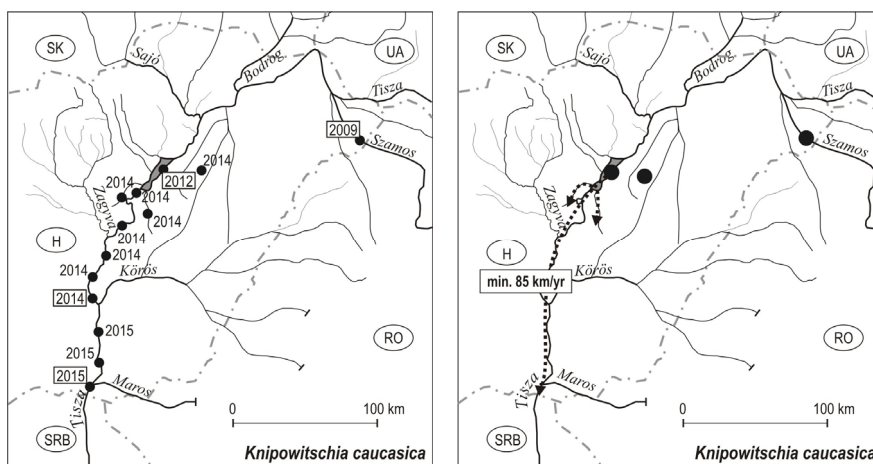 SK
UA
Sajó
Bodrog
Tisza
2009
Szamos
2014
2012
2014
2014
2014
Zagyva
2014
H
2014
2014
Körös
2014
2015
2015
2015
Maros
Tisza
RO
0
100 km
SRB
Knipowitschia caucasica
SK
UA
Sajó
Bodrog
Tisza
Szamos
Zagyva
H
Körös
min. 85 km/yr
RO
Maros
Tisza
0
100 km
SRB
Knipowitschia caucasica